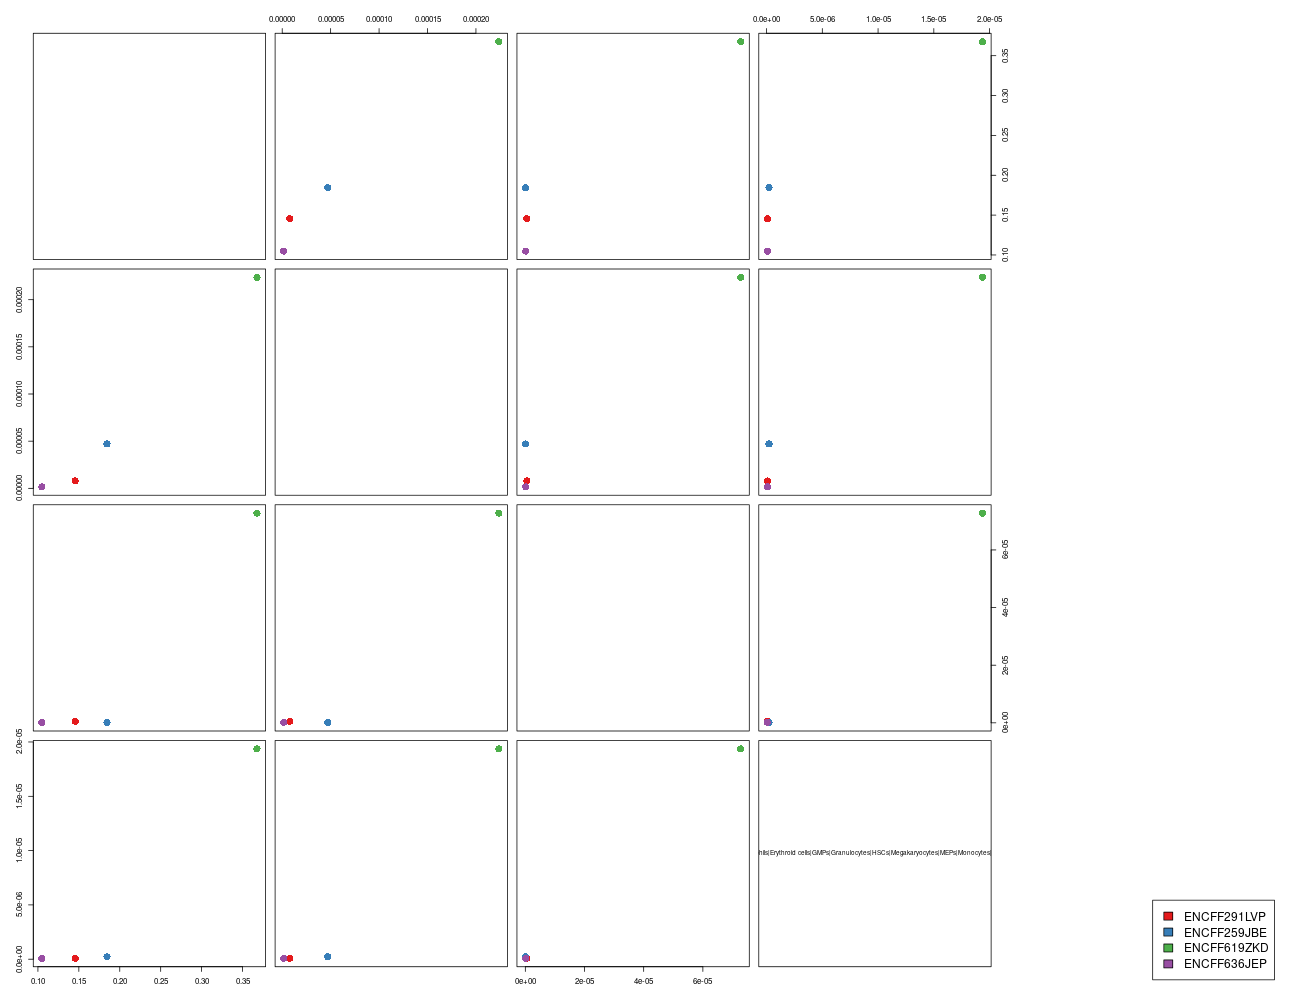 0.00000 0.00005 0.00010 0.00015 0.00020
0.0e+00 5.0e-06 1.0e-05 1.5e-05 2.0e-05
0.10 0.15 0.20 0.25 0.30 0.35
0.00000 0.00005 0.00010 0.00015 0.00020
0e+00 2e-05 4e-05 6e-05
0.0e+00 5.0e-06 1.0e-05 1.5e-05 2.0e-05
hils|Erythroid cells|GMPs|Granulocytes|HSCs|Megakaryocytes|MEPs|Monocytes|
0.10 0.15 0.20 0.25 0.30 0.35
0e+00 2e-05 4e-05 6e-05
ENCFF291LVP
ENCFF259JBE
ENCFF619ZKD
ENCFF636JEP